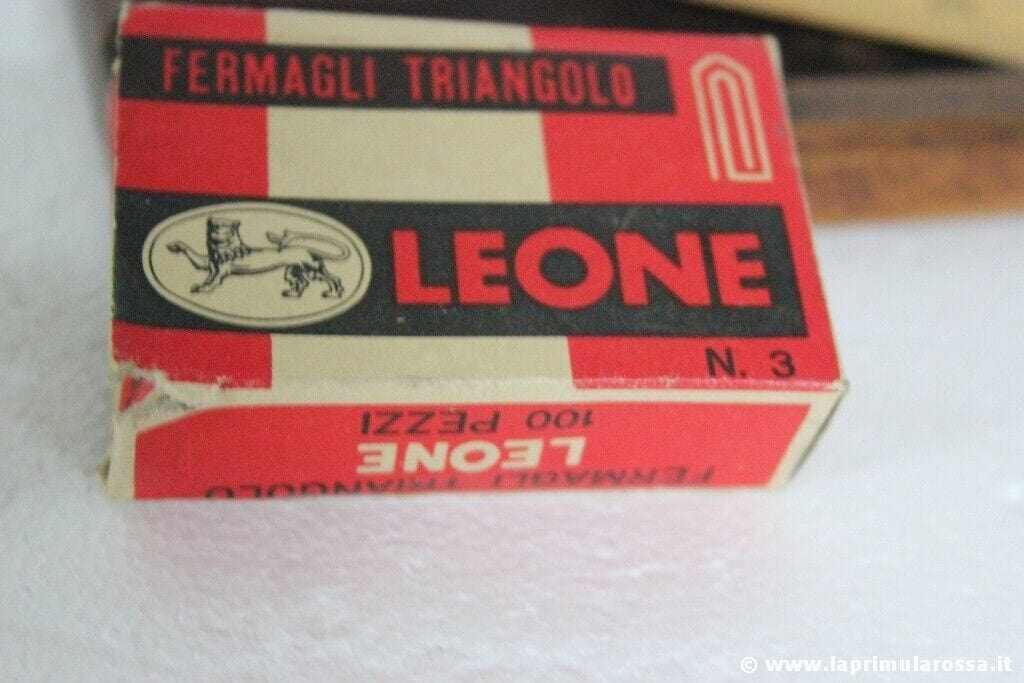 FERMAGLI TRIANGOLO
LEONE
N. 3
FERMAGLI TRIANGOLO
LEONE
100 PEZZI
© www.laprimularossa.it